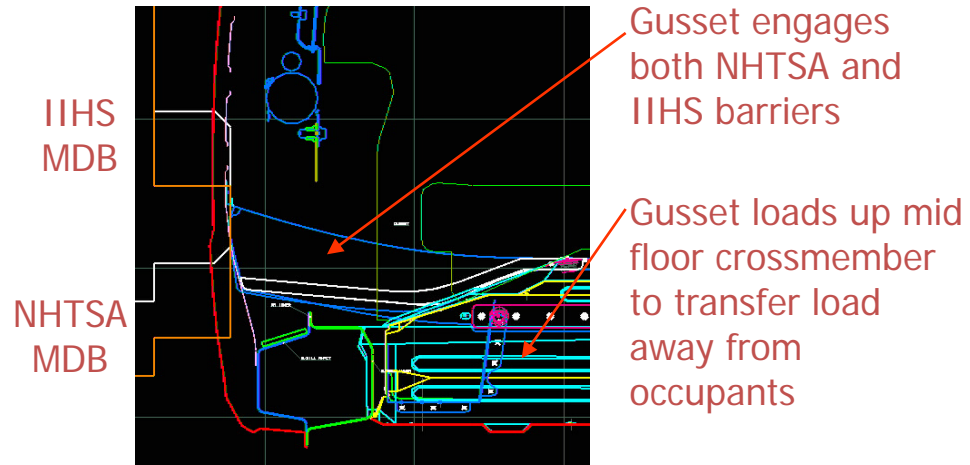 Gusset engages
both NHTSA and
IIHS barriers
IIHS
MDB
Gusset loads up mid
floor crossmember
to transfer load
away from
occupants
NHTSA
MDB
GUSSET